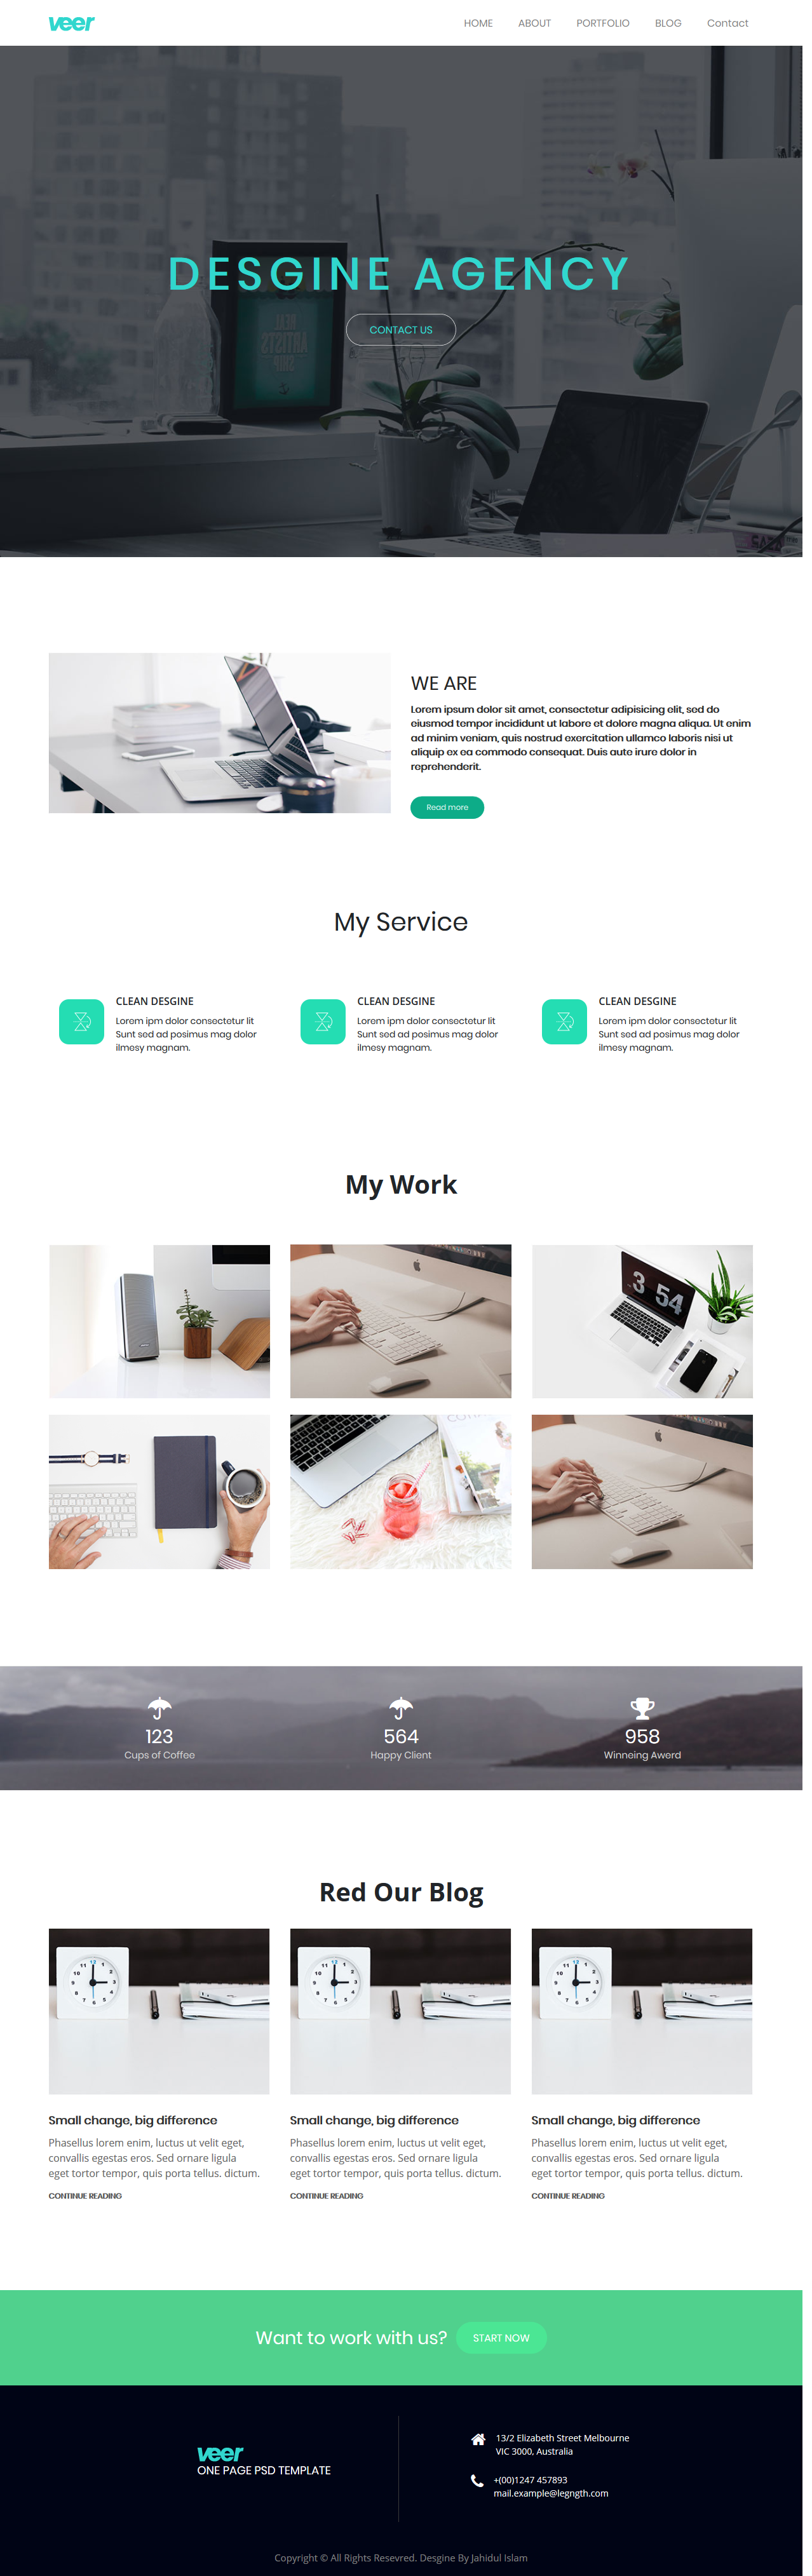 veer
HOME ABOUT PORTFOLIO BLOG Contact
DESGINE AGENCY
CONTACT US
WE ARE
Lorem ipsum dolor sit amet, consectetur adipisicing elit, sed do
eiusmod tempor incididunt ut labore et dolore magna aliqua. Ut enim
ad minim veniam, quis nostrud exercitation ullamco laboris nisi ut
aliquip ex ea commodo consequat. Duis aute irure dolor in
reprehenderit.
Read more
My Service
CLEAN DESGINE
Lorem ipm dolor consectetur lit
Sunt sed ad posimus mag dolor
ilmesy magnam.
CLEAN DESGINE
Lorem ipm dolor consectetur lit
Sunt sed ad posimus mag dolor
ilmesy magnam.
CLEAN DESGINE
Lorem ipm dolor consectetur lit
Sunt sed ad posimus mag dolor
ilmesy magnam.
My Work
3 54
123
Cups of Coffee
564
Happy Client
958
Winneing Awerd
Red Our Blog
Small change, big difference
Phasellus lorem enim, luctus ut velit eget,
convallis egestas eros. Sed ornare ligula
eget tortor tempor, quis porta tellus. dictum.
CONTINUE READING
Small change, big difference
Phasellus lorem enim, luctus ut velit eget,
convallis egestas eros. Sed ornare ligula
eget tortor tempor, quis porta tellus. dictum.
CONTINUE READING
Small change, big difference
Phasellus lorem enim, luctus ut velit eget,
convallis egestas eros. Sed ornare ligula
eget tortor tempor, quis porta tellus. dictum.
CONTINUE READING
Want to work with us? START NOW
veer
ONE PAGE PSD TEMPLATE
13/2 Elizabeth Street Melbourne
VIC 3000, Australia
+(00)1247 457893
mail.example@legngth.com
Copyright © All Rights Resevred. Desgine By Jahidul Islam